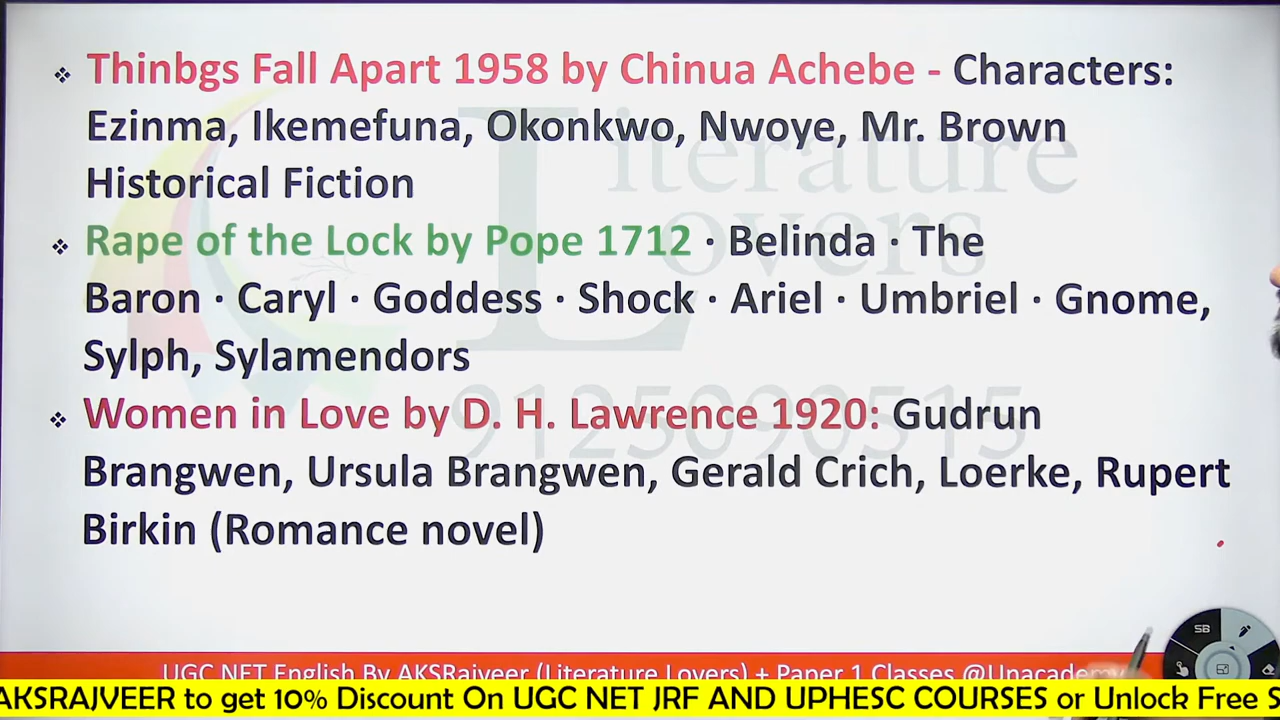 ❖ Thinbgs Fall Apart 1958 by Chinua Achebe - Characters:
Ezinma, Ikemefuna, Okonkwo, Nwoye, Mr. Brown
Historical Fiction
❖ Rape of the Lock by Pope 1712 · Belinda · The
Baron · Caryl · Goddess · Shock · Ariel · Umbriel · Gnome,
Sylph, Sylamendors
❖ Women in Love by D. H. Lawrence 1920: Gudrun
Brangwen, Ursula Brangwen, Gerald Crich, Loerke, Rupert
Birkin (Romance novel)
Literature
Lovers
9125090515
SB
UGC NET English By AKSRajveer (Literature Lovers) + Paper 1 Classes @Unacademy
AKSRAJVEER to get 10% Discount On UGC NET JRF AND UPHESC COURSES or Unlock Free S